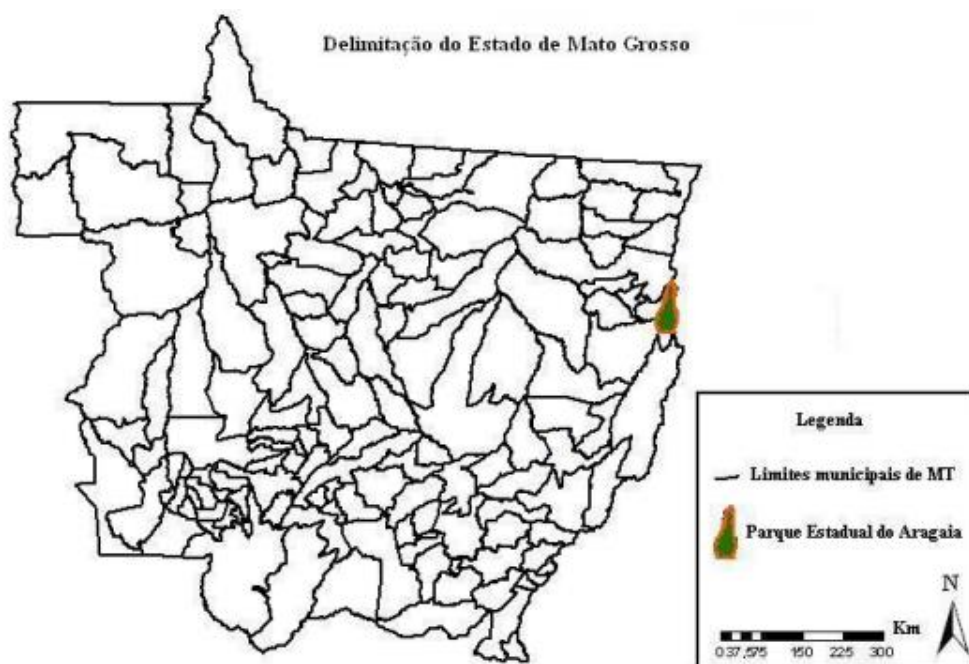 Delimitação do Estado de Mato Grosso
Legenda
Limites municipais de MT
Parque Estadual do Aragaia
N
Km
0 37,575 150 225 300